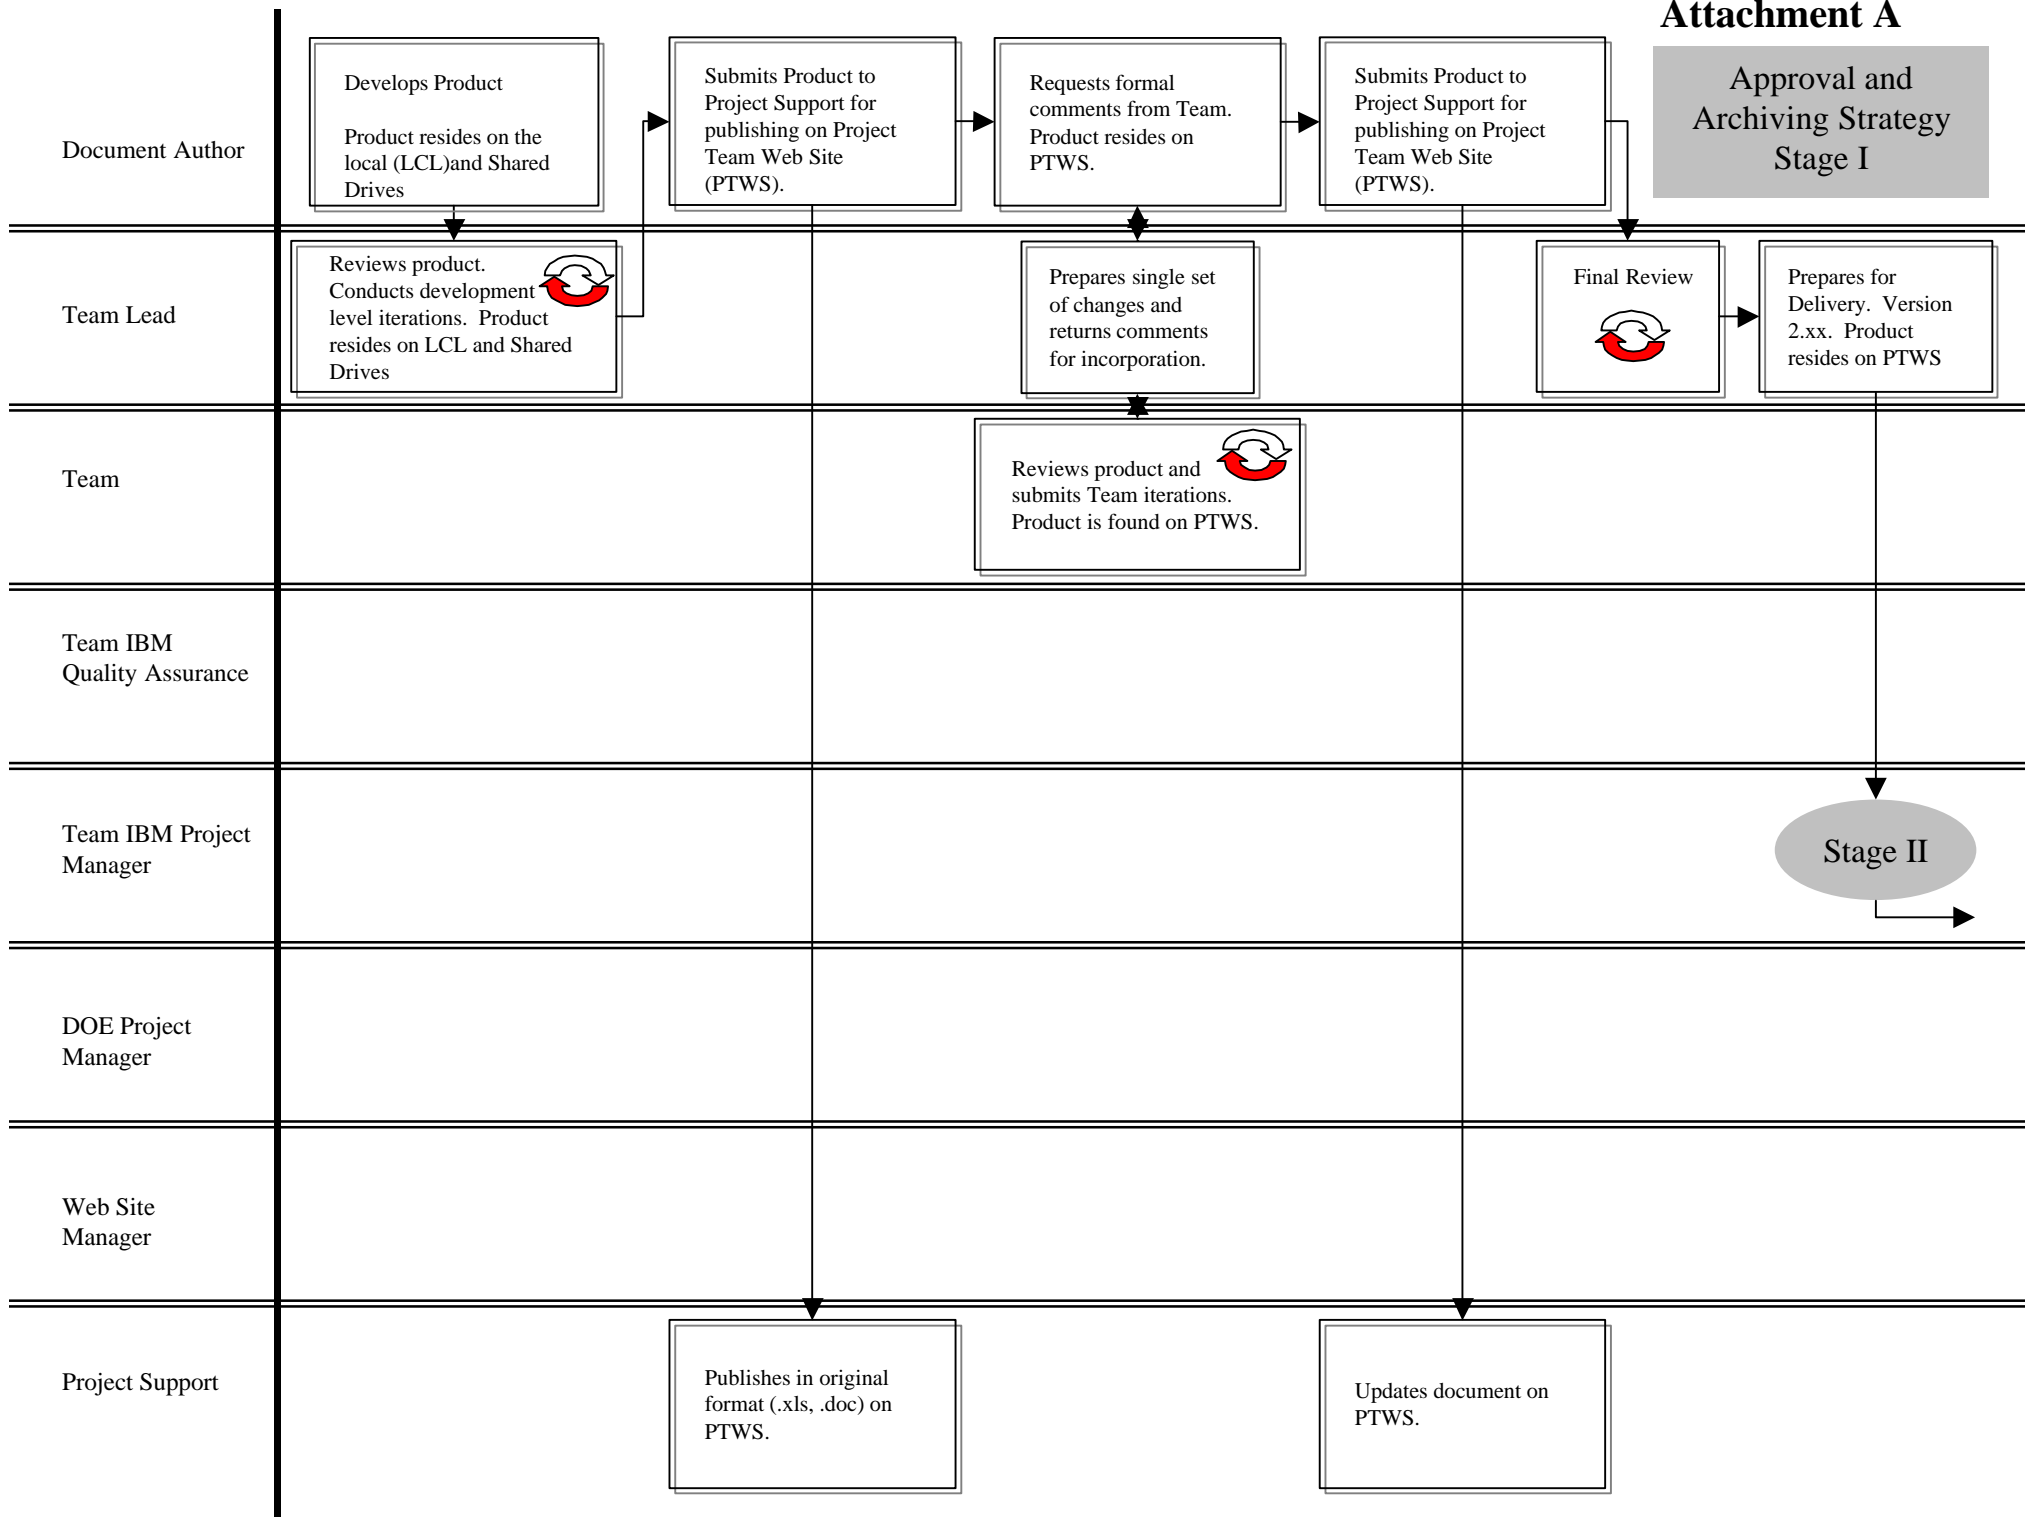 Attachment A
Approval and
Archiving Strategy
Stage I
Document Author
Develops Product
Product resides on the
local (LCL)and Shared
Drives
Submits Product to
Project Support for
publishing on Project
Team Web Site
(PTWS).
Requests formal
comments from Team.
Product resides on
PTWS.
Submits Product to
Project Support for
publishing on Project
Team Web Site
(PTWS).
Team Lead
Reviews product.
Conducts development
level iterations.  Product
resides on LCL and Shared
Drives
Prepares single set
of changes and
returns comments
for incorporation.
Final Review
Prepares for
Delivery.  Version
2.xx.  Product
resides on PTWS
Team
Reviews product and
submits Team iterations.
Product is found on PTWS.
Team IBM
Quality Assurance
Team IBM Project
Manager
Stage II
DOE Project
Manager
Web Site
Manager
Project Support
Publishes in original
format (.xls, .doc) on
PTWS.
Updates document on
PTWS.